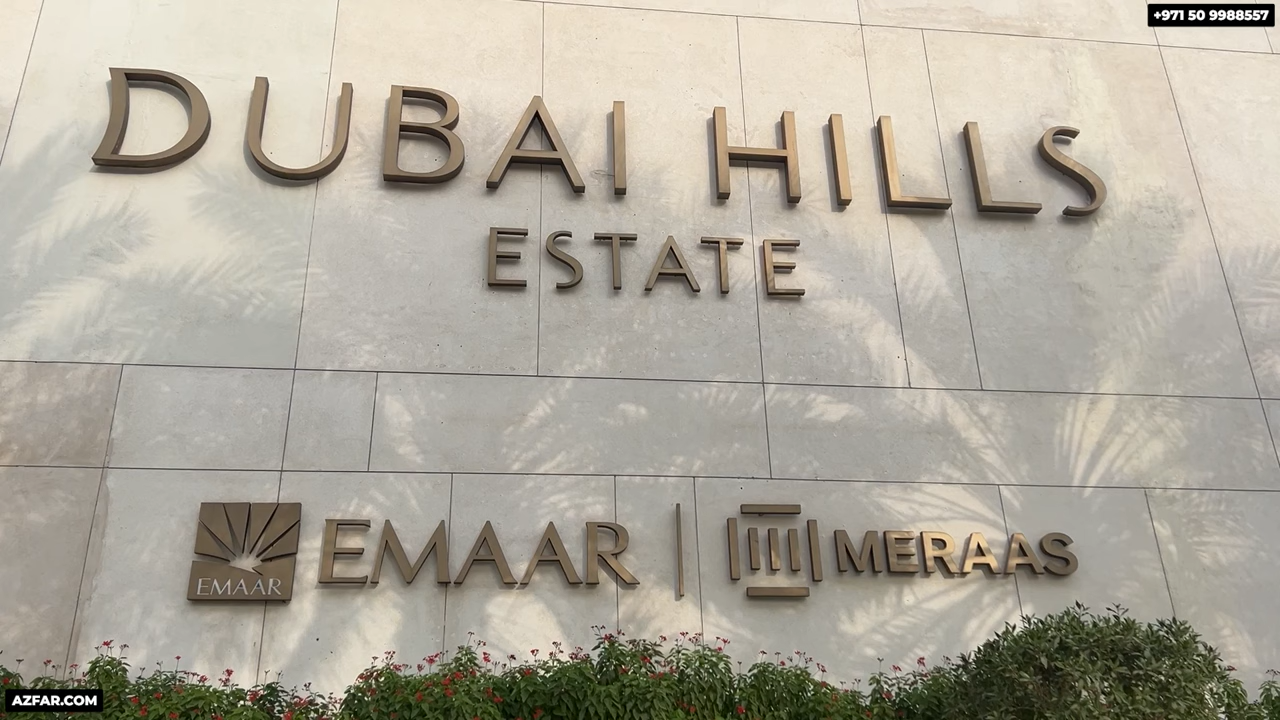 +971 50 9988557
DUBAI HILLS
ESTATE
EMAAR
EMAAR
MERAAS
AZFAR.COM